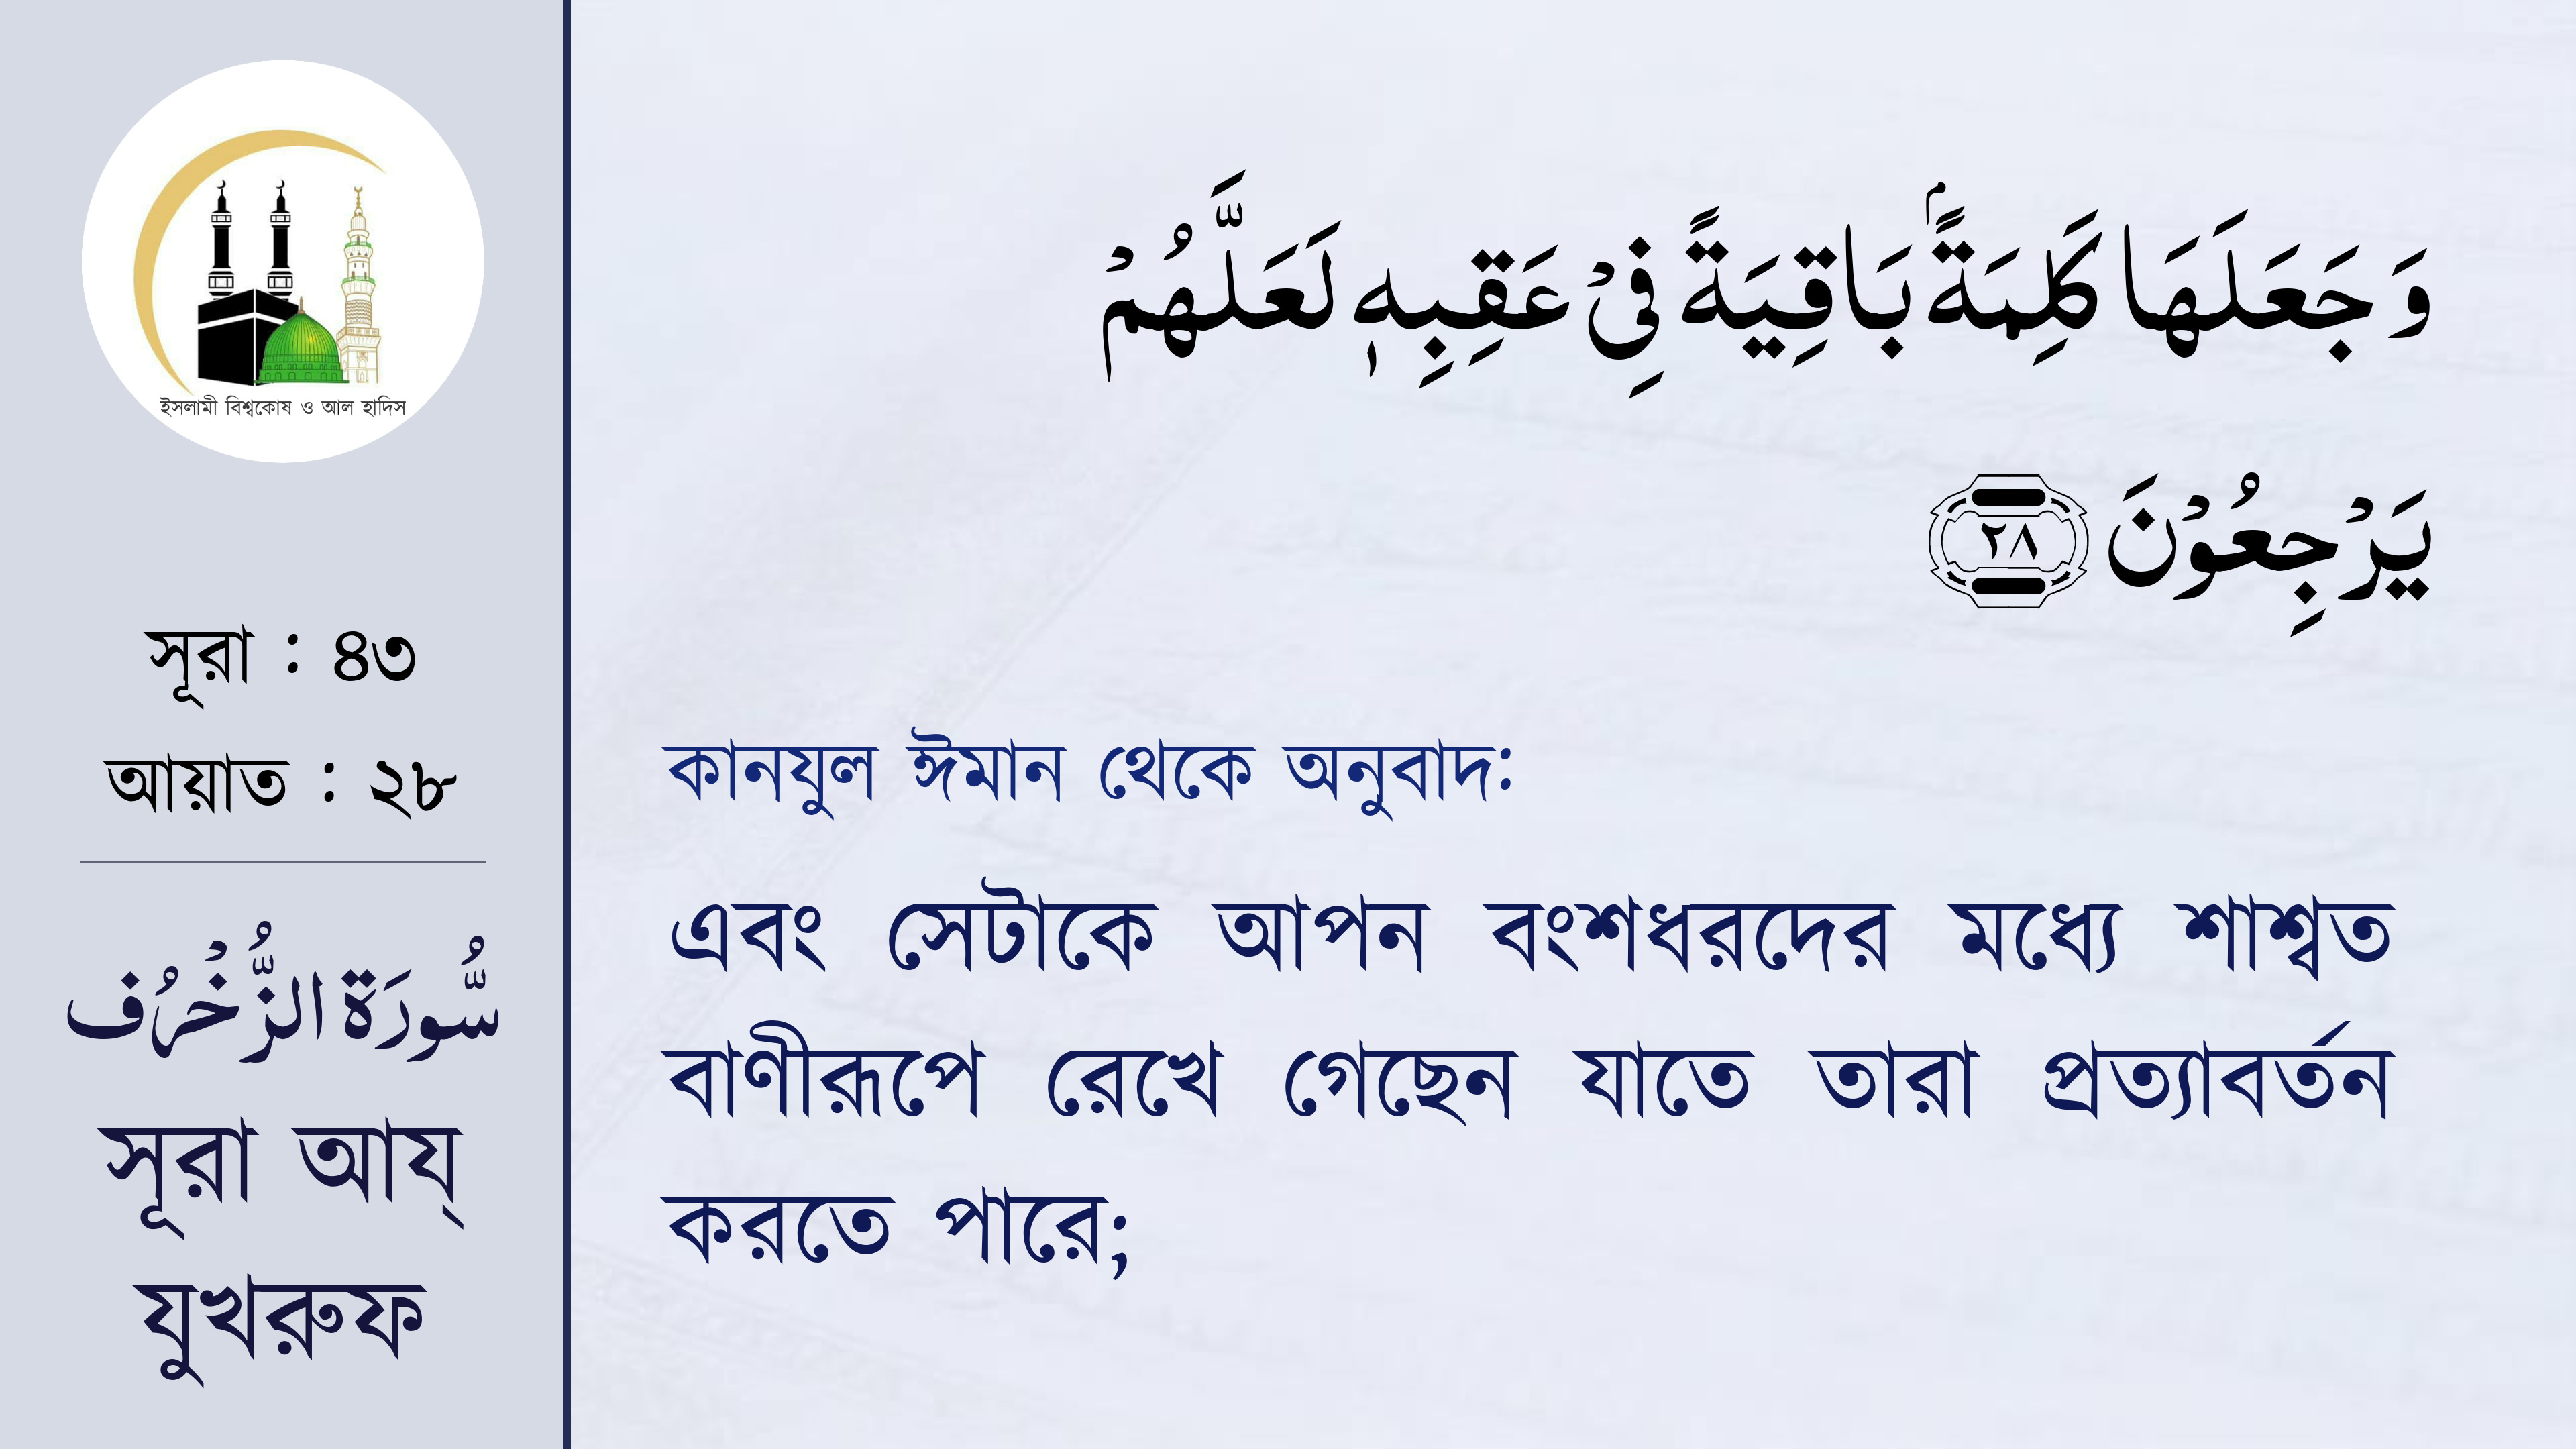 ইসলামী বিশ্বকোষ ও আল হাদিস
সূরা : ৪৩
আয়াত : ২৮
سُّورَة الزُّخْرُف
সূরা আয্
যুখরুফ
وَ جَعَلَهَا كَلِمَةًۢ بَاقِيَةً فِيْ عَقِبِهٖ لَعَلَّهُمْ
يَرْجِعُوْنَ ٢٨
কানযুল ঈমান থেকে অনুবাদ:
এবং সেটাকে আপন বংশধরদের মধ্যে শাশ্বত
বাণীরূপে রেখে গেছেন যাতে তারা প্রত্যাবর্তন
করতে পারে;